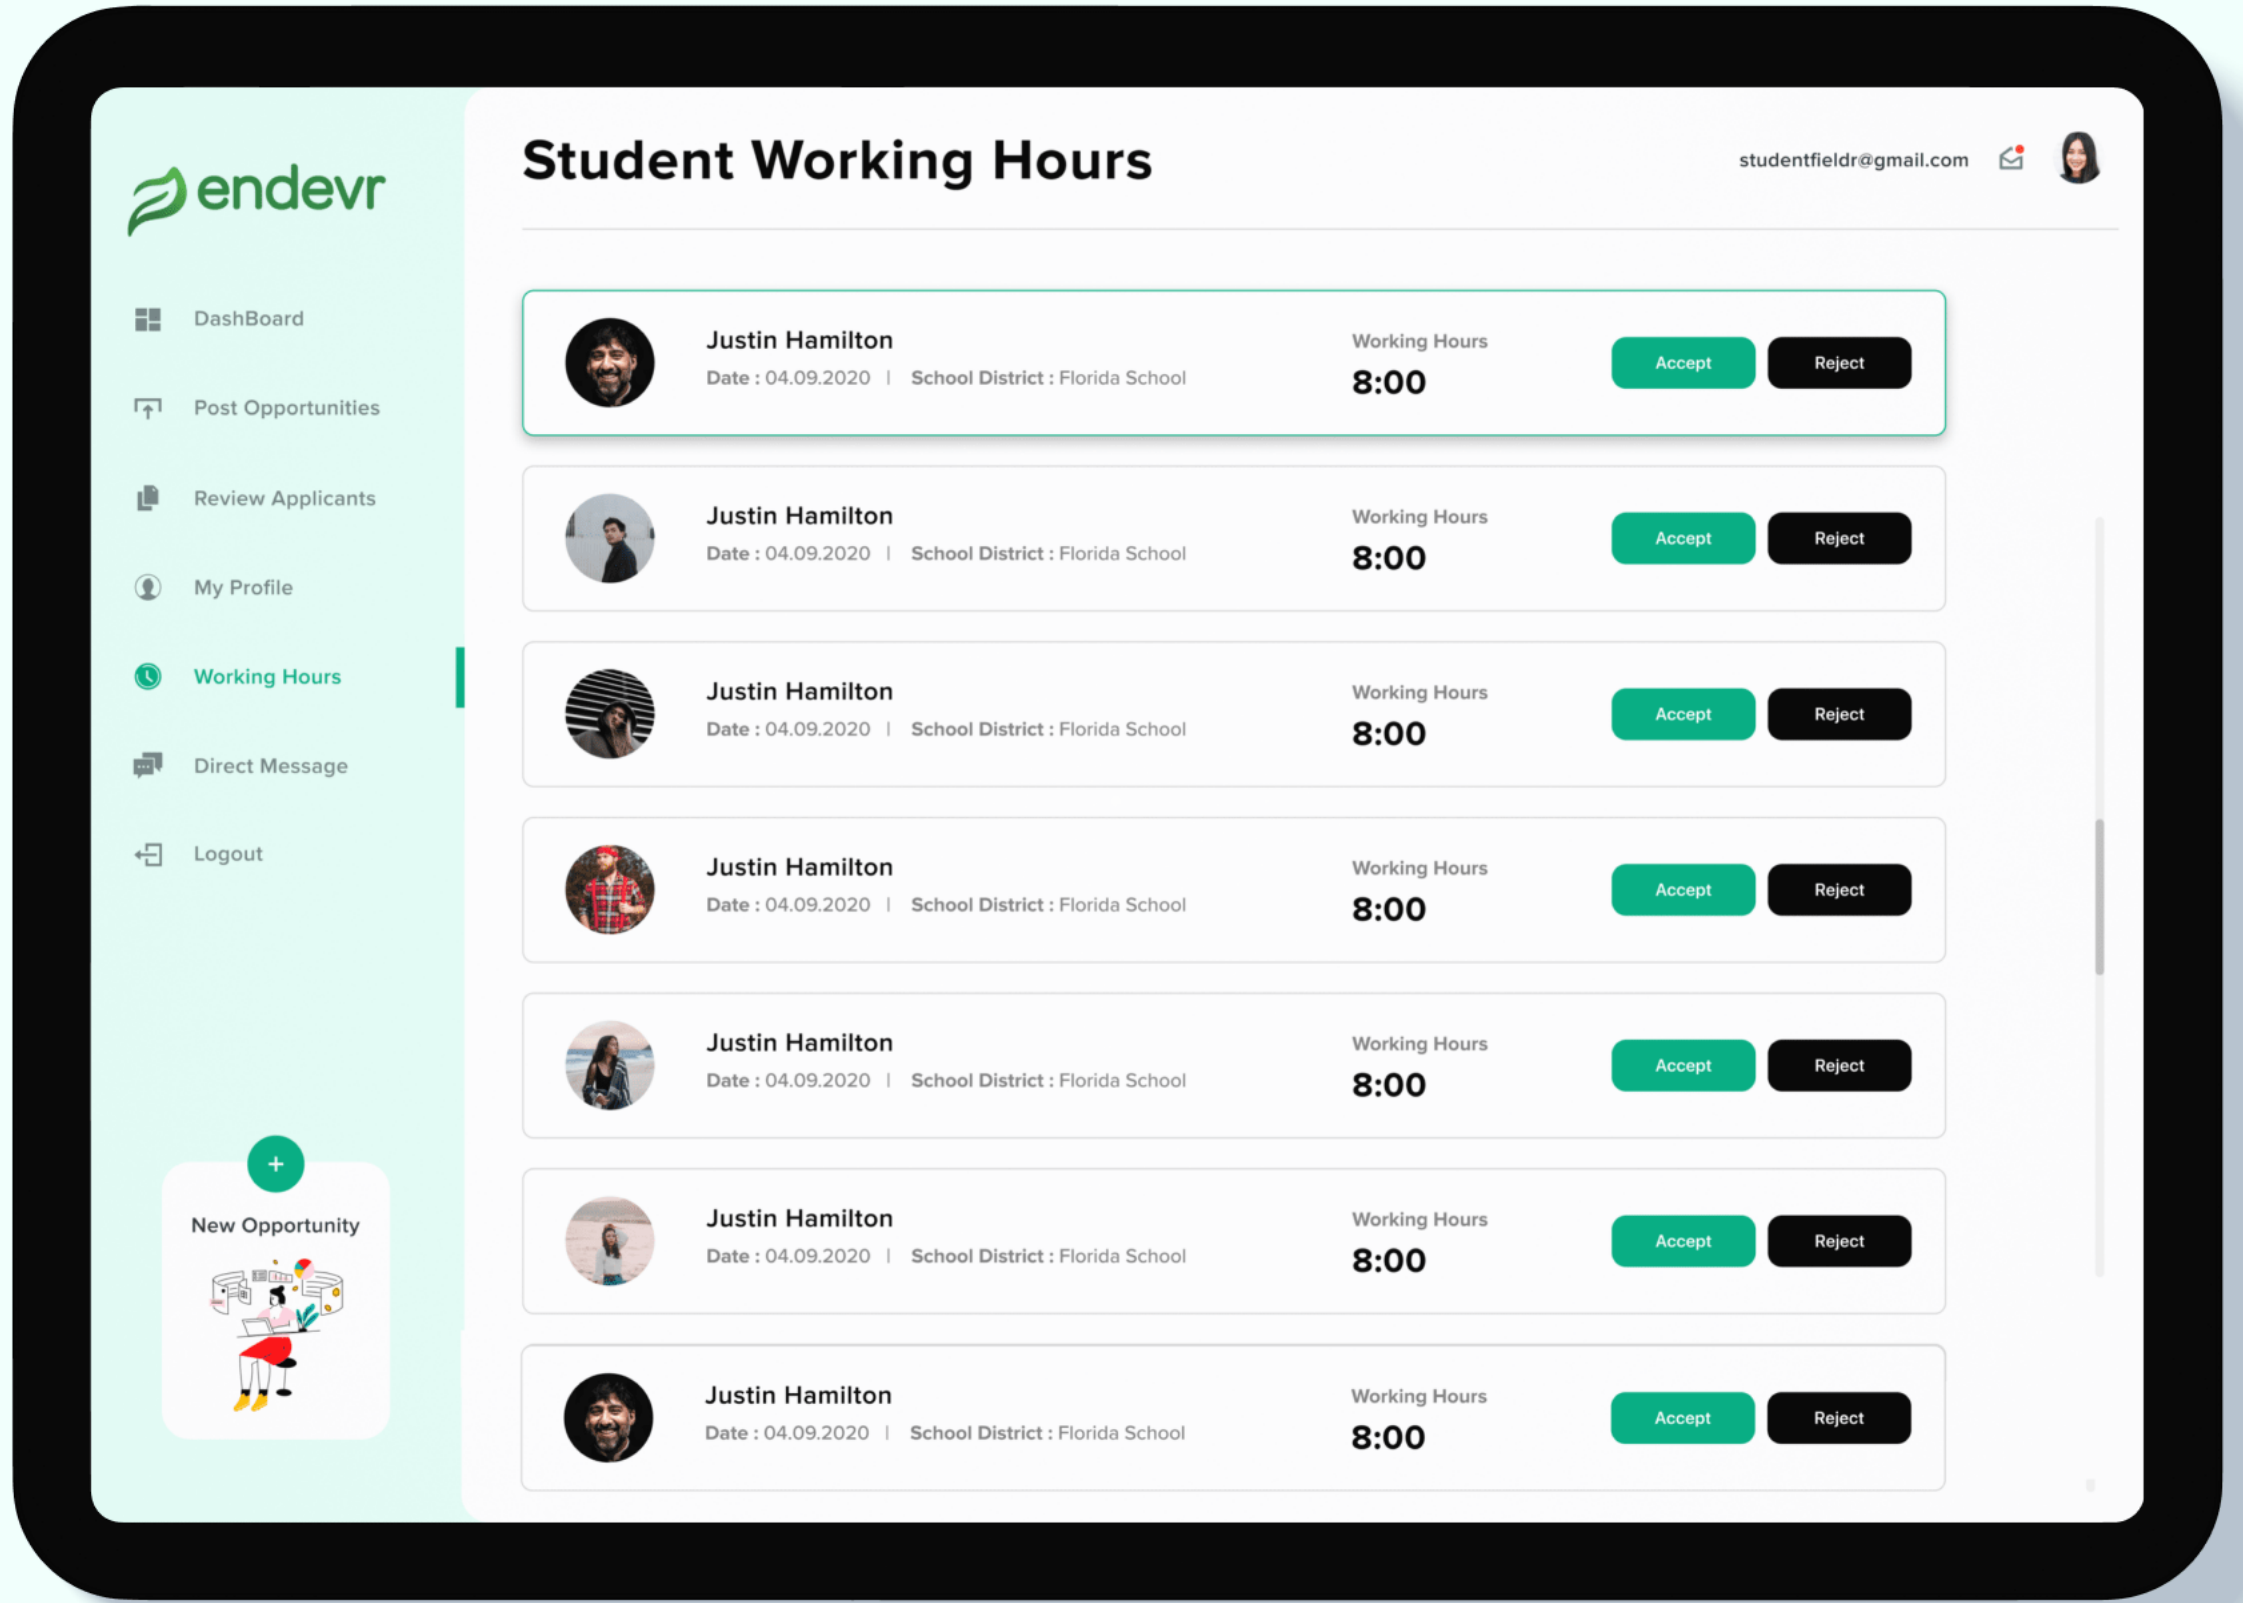 endevr
DashBoard
Post Opportunities
Review Applicants
My Profile
Working Hours
Direct Message
Logout
+
New Opportunity
Student Working Hours
studentfieldr@gmail.com
Justin Hamilton
Date : 04.09.2020 | School District : Florida School
Working Hours
8:00
Accept Reject
Justin Hamilton
Date : 04.09.2020 | School District : Florida School
Working Hours
8:00
Accept Reject
Justin Hamilton
Date : 04.09.2020 | School District : Florida School
Working Hours
8:00
Accept Reject
Justin Hamilton
Date : 04.09.2020 | School District : Florida School
Working Hours
8:00
Accept Reject
Justin Hamilton
Date : 04.09.2020 | School District : Florida School
Working Hours
8:00
Accept Reject
Justin Hamilton
Date : 04.09.2020 | School District : Florida School
Working Hours
8:00
Accept Reject
Justin Hamilton
Date : 04.09.2020 | School District : Florida School
Working Hours
8:00
Accept Reject